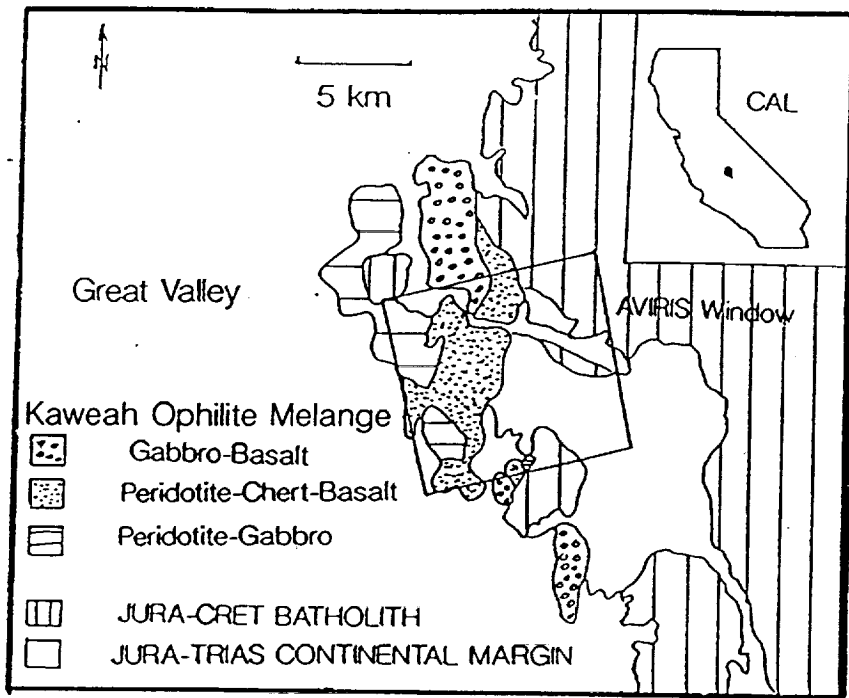 N
5 km
CAL
Great Valley
AVIRIS Window
Kaweah Ophilite Melange
Gabbro-Basalt
Peridotite-Chert-Basalt
Peridotite-Gabbro
JURA-CRET BATHOLITH
JURA-TRIAS CONTINENTAL MARGIN